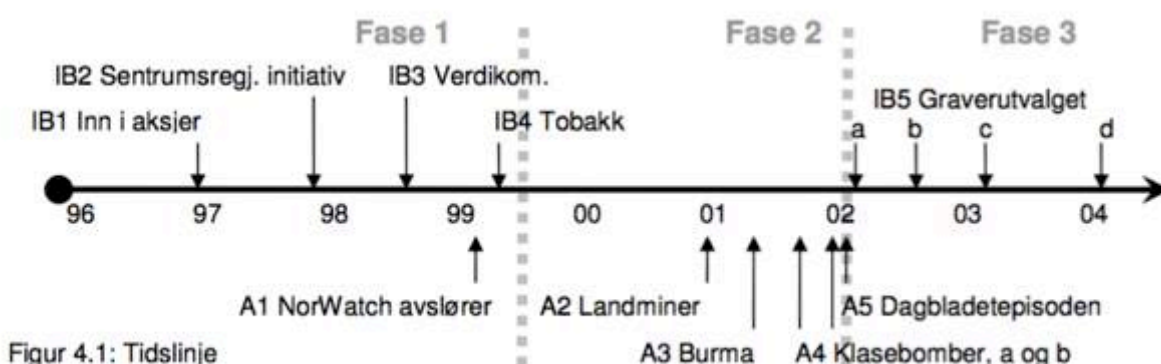 Fase 1 Fase 2 Fase 3
IB2 Sentrumsregj. initiativ IB3 Verdikom. IB5 Graverutvalget
IB1 Inn i aksjer IB4 Tobakk a b c d
96 97 98 99 00 01 02 03 04
A1 NorWatch avslører A2 Landminer A5 Dagbladetepisoden
Figur 4.1: Tidslinje A3 Burma A4 Klasebomber, a og b